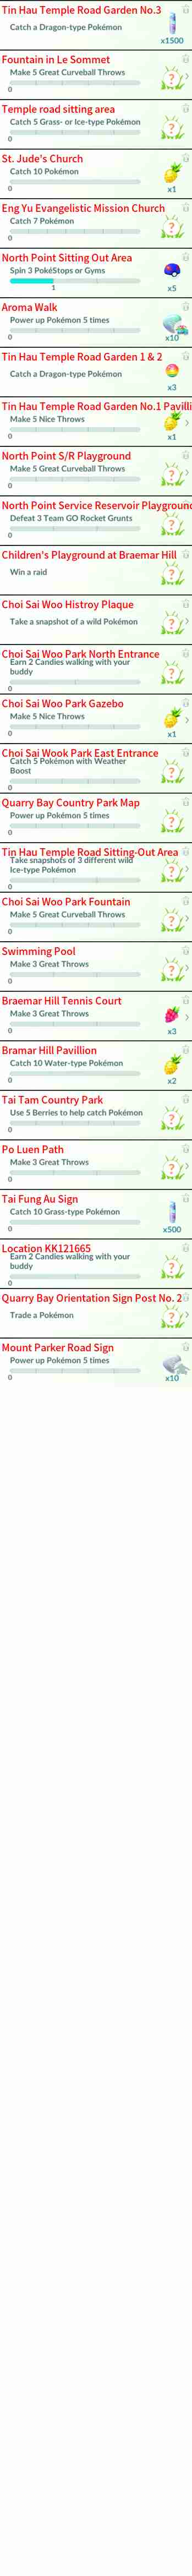 Tin Hau Temple Road Garden No.3
Catch a Dragon-type Pokémon
x1500
Fountain in Le Sommet
Make 5 Great Curveball Throws
0
Temple road sitting area
Catch 5 Grass- or Ice-type Pokémon
0
St. Jude's Church
Catch 10 Pokémon
0
x1
Eng Yu Evangelistic Mission Church
Catch 7 Pokémon
0
North Point Sitting Out Area
Spin 3 PokéStops or Gyms
1
x5
Aroma Walk
Power up Pokémon 5 times
0
x10
Tin Hau Temple Road Garden 1 & 2
Catch a Dragon-type Pokémon
x3
Tin Hau Temple Road Garden No.1 Pavilli
Make 5 Nice Throws
0
x1
North Point S/R Playground
Make 5 Great Curveball Throws
0
North Point Service Reservoir Playground
Defeat 3 Team GO Rocket Grunts
0
Children's Playground at Braemar Hill
Win a raid
Choi Sai Woo Histroy Plaque
Take a snapshot of a wild Pokémon
Choi Sai Woo Park North Entrance
Earn 2 Candies walking with your
buddy
0
Choi Sai Woo Park Gazebo
Make 5 Nice Throws
0
x1
Choi Sai Wook Park East Entrance
Catch 5 Pokémon with Weather
Boost
0
Quarry Bay Country Park Map
Power up Pokémon 5 times
0
Tin Hau Temple Road Sitting-Out Area
Take snapshots of 3 different wild
Ice-type Pokémon
0
Choi Sai Woo Park Fountain
Make 5 Great Curveball Throws
0
Swimming Pool
Make 3 Great Throws
0
Braemar Hill Tennis Court
Make 3 Great Throws
0
x3
Bramar Hill Pavillion
Catch 10 Water-type Pokémon
0
x2
Tai Tam Country Park
Use 5 Berries to help catch Pokémon
0
Po Luen Path
Make 3 Great Throws
0
Tai Fung Au Sign
Catch 10 Grass-type Pokémon
0
x500
Location KK121665
Earn 2 Candies walking with your
buddy
0
Quarry Bay Orientation Sign Post No. 2
Trade a Pokémon
Mount Parker Road Sign
Power up Pokémon 5 times
0
x10